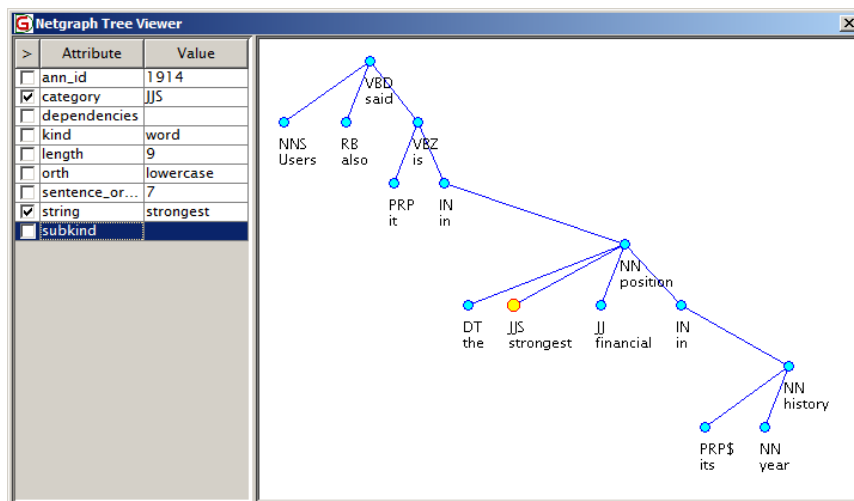 Netgraph Tree Viewer
> Attribute Value
ann_id 1914
category JJS
dependencies
kind word
length 9
orth lowercase
sentence_or... 7
string strongest
subkind
VBD
said
NNS RB VBZ
Users also is
PRP IN
it in
NN
position
DT JJS JJ IN
the strongest financial in
NN
history
PRP$ NN
its year